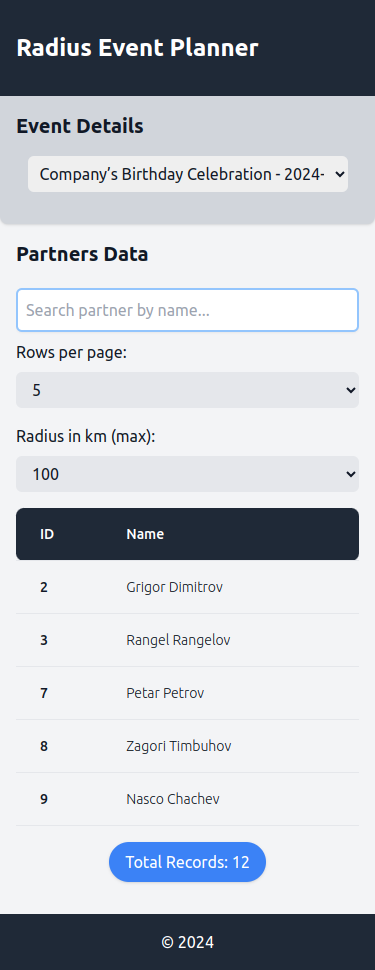 Radius Event Planner
Event Details
Company’s Birthday Celebration - 2024-
Partners Data
Search partner by name...
Rows per page:
5
Radius in km (max):
100
ID Name
2 Grigor Dimitrov
3 Rangel Rangelov
7 Petar Petrov
8 Zagori Timbuhov
9 Nasco Chachev
Total Records: 12
© 2024